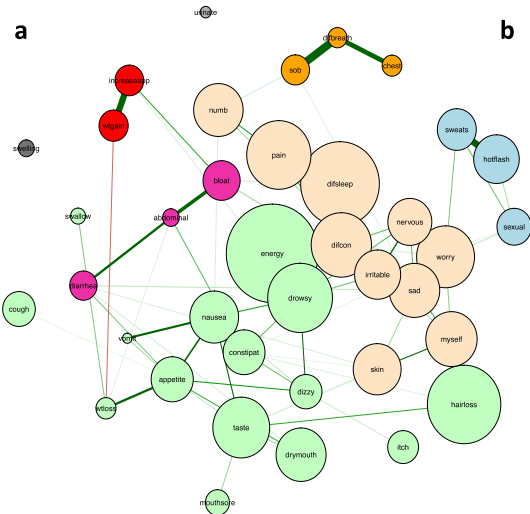 urinate
a
b
difbreath
sob
chest
increaseapp
wtgain
numb
sweats
swelling
pain
hotflash
bloat
difsleep
swallow
abdominal
nervous
sexual
difcon
energy
worry
irritable
diarrhea
sad
drowsy
cough
nausea
vomit
constipat
myself
skin
appetite
dizzy
wtloss
hairloss
taste
itch
drymouth
mouthsore